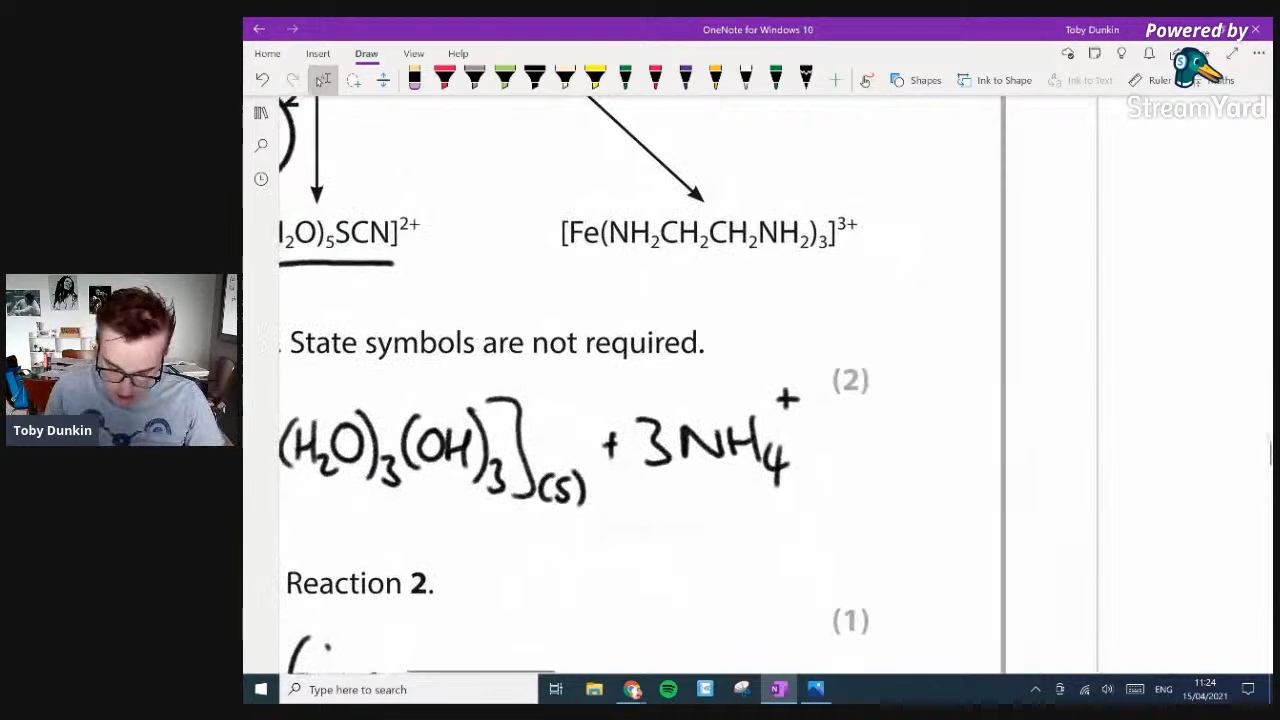 OneNote for Windows 10
Toby Dunkin
Powered by
StreamYard
Home Insert Draw View Help
Shapes Ink to Shape Ink to Text Ruler Maths
I₂O)₅SCN]²⁺ [Fe(NH₂CH₂CH₂NH₂)₃]³⁺
. State symbols are not required.
(2)
(H₂O)₃(OH)₃](s) + 3NH₄⁺
Toby Dunkin
Reaction 2.
(1)
Type here to search
ENG
11:24
15/04/2021